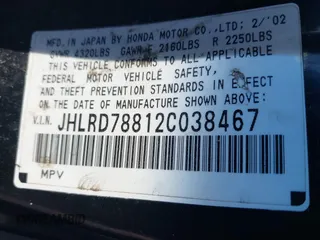 MFD.IN JAPAN BY HONDA MOTOR CO.,LTD; 2/'02
GVWR 4320LBS GAWR F 2160LBS R 2250LBS
THIS VEHICLE CONFORMS TO ALL APPLICABLE
FEDERAL MOTOR VEHICLE SAFETY,
AND THEFT PREVENTION STANDARDS IN EFFECT
ON THE DATE OF MANUFACTURE SHOWN ABOVE.
V.I.N. JHLRD78812C038467
MPV